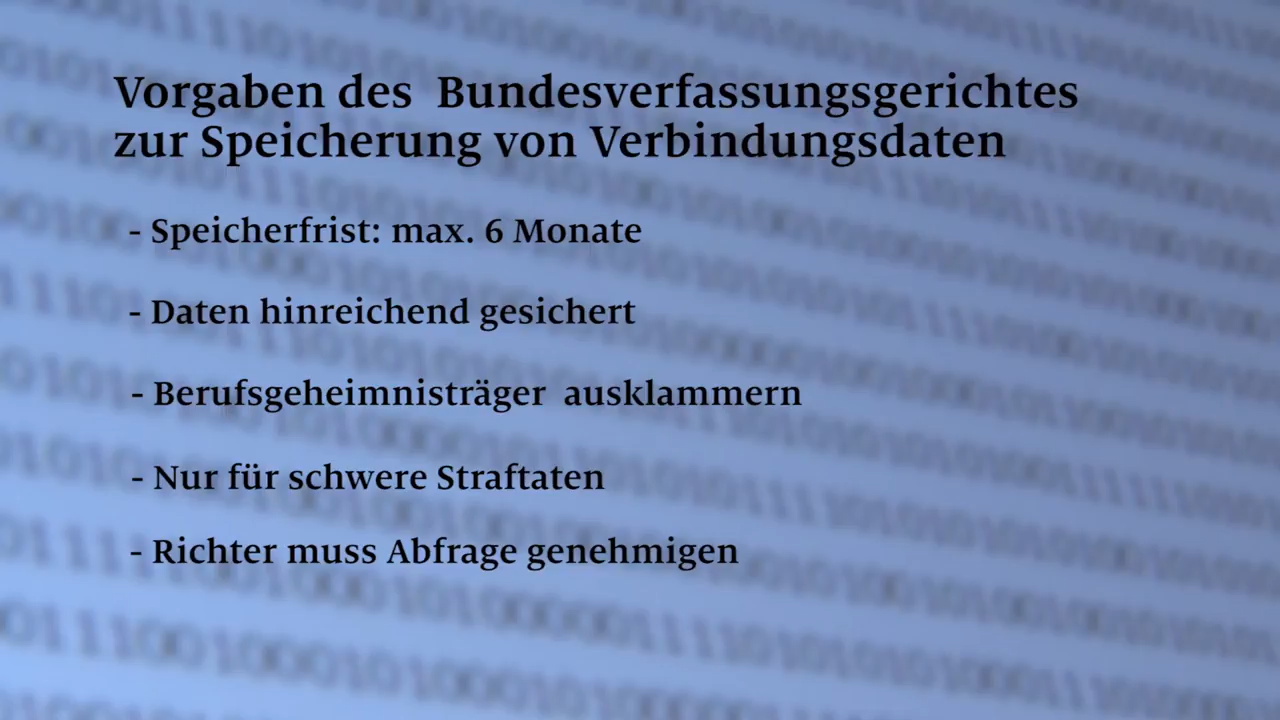 Vorgaben des Bundesverfassungsgerichtes
zur Speicherung von Verbindungsdaten
- Speicherfrist: max. 6 Monate
- Daten hinreichend gesichert
- Berufsgeheimnisträger ausklammern
- Nur für schwere Straftaten
- Richter muss Abfrage genehmigen